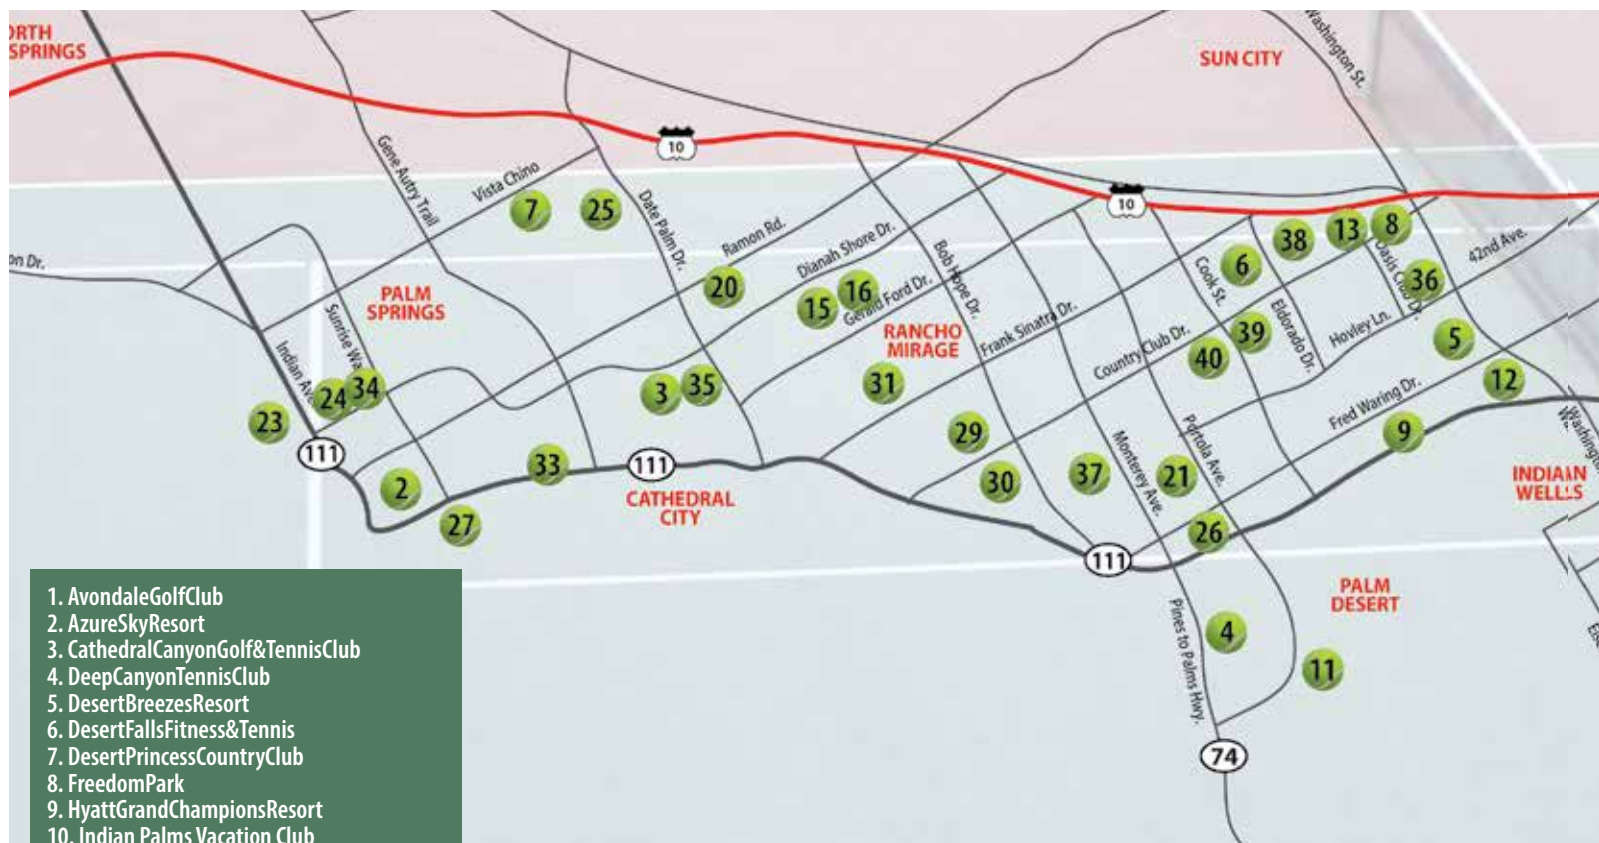 ORTH
SPRINGS
SUN CITY
Washington St.
10
Gene Autry Trail
Vista Chino
7
25
Date Palm Dr.
Ramon Rd.
Dianah Shore Dr.
Bob Hope Dr.
10
38
13
8
6
Cook St.
Oasis Club Dr.
36
42nd Ave.
on Dr.
PALM
SPRINGS
Sunrise Wa
20
15
16
Gerald Ford Dr.
RANCHO
MIRAGE
Frank Sinatra Dr.
Country Club Dr.
39
Eldorado Dr.
Hovley Ln.
5
40
Indian Ave
24
34
23
3
35
31
12
Fred Waring Dr.
9
Washington
111
33
111
2
27
CATHEDRAL
CITY
29
30
37
Monterey Ave.
21
Portola Ave.
26
111
INDIAN
WELLS
PALM
DESERT
Pines to Palms Hwy.
4
11
74
1. AvondaleGolfClub
2. AzureSkyResort
3. CathedralCanyonGolf&TennisClub
4. DeepCanyonTennisClub
5. DesertBreezesResort
6. DesertFallsFitness&Tennis
7. DesertPrincessCountryClub
8. FreedomPark
9. HyattGrandChampionsResort
10. Indian Palms Vacation Club